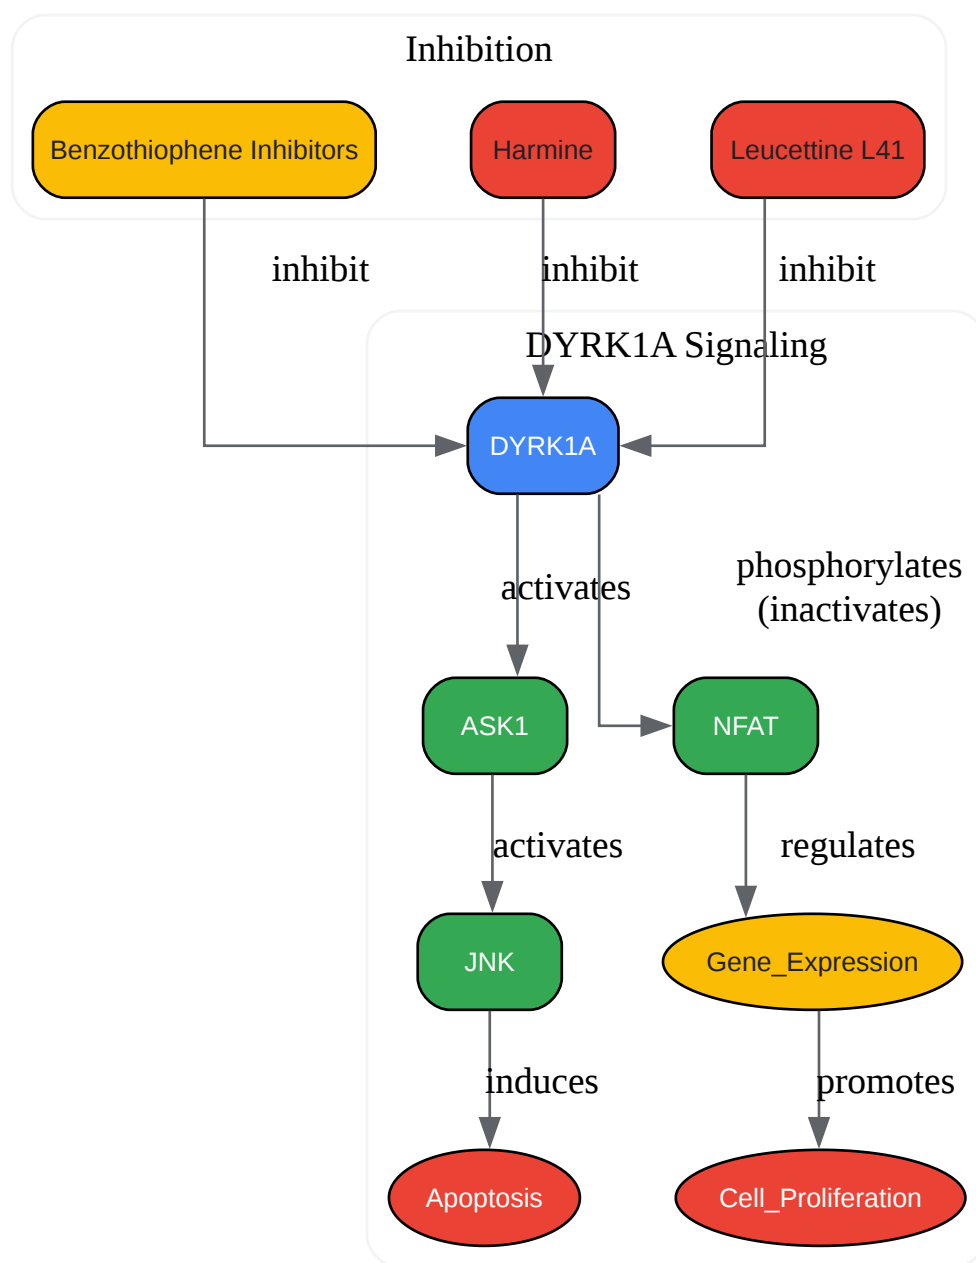 Inhibition
Benzothiophene Inhibitors
Harmine
Leucettine L41
inhibit
inhibit
inhibit
DYRK1A Signaling
DYRK1A
activates
phosphorylates
(inactivates)
ASK1
NFAT
activates
regulates
JNK
Gene_Expression
induces
promotes
Apoptosis
Cell_Proliferation